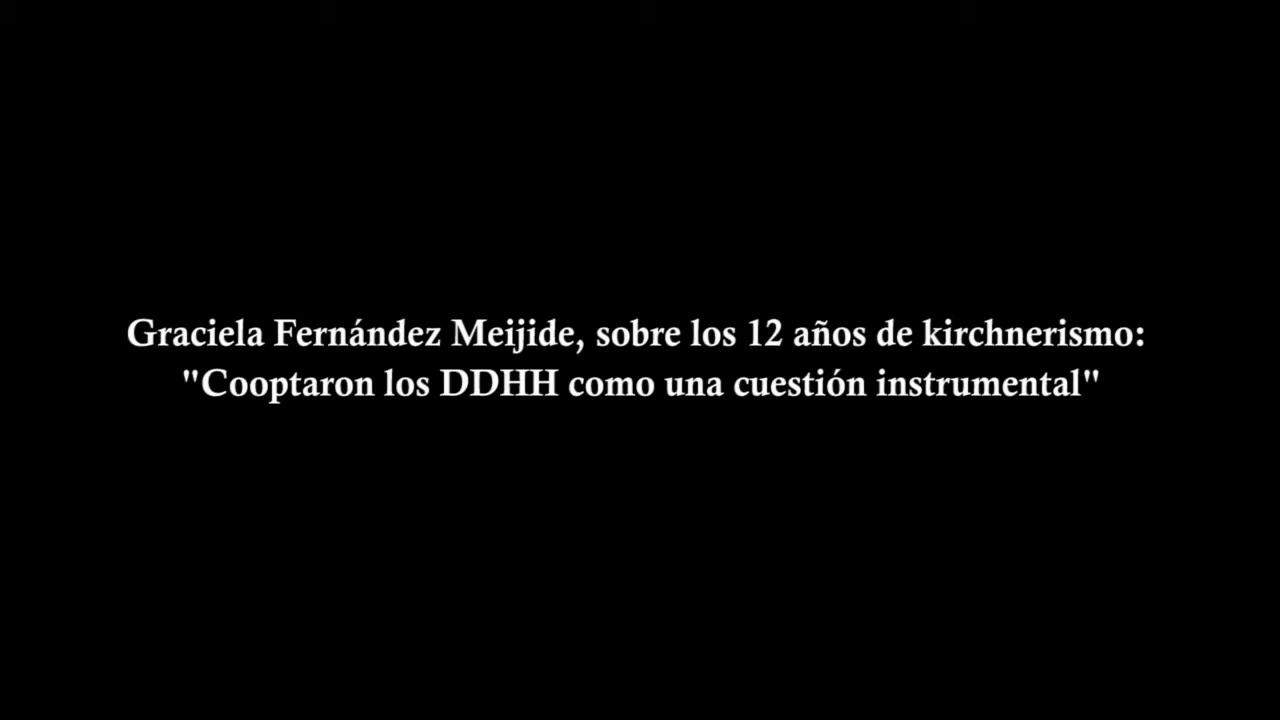 Graciela Fernández Meijide, sobre los 12 años de kirchnerismo:
"Cooptaron los DDHH como una cuestión instrumental"